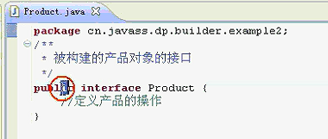 Product.java
package cn.javass.dp.builder.example2;
/**
 * 被构建的产品对象的接口
 */
public interface Product {
//定义产品的操作
}